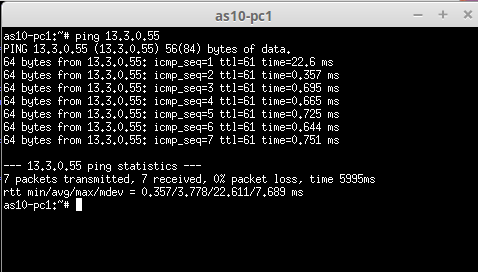 as10-pc1
as10-pc1:~# ping 13.3.0.55
PING 13.3.0.55 (13.3.0.55) 56(84) bytes of data.
64 bytes from 13.3.0.55: icmp_seq=1 ttl=61 time=22.6 ms
64 bytes from 13.3.0.55: icmp_seq=2 ttl=61 time=0.357 ms
64 bytes from 13.3.0.55: icmp_seq=3 ttl=61 time=0.695 ms
64 bytes from 13.3.0.55: icmp_seq=4 ttl=61 time=0.665 ms
64 bytes from 13.3.0.55: icmp_seq=5 ttl=61 time=0.725 ms
64 bytes from 13.3.0.55: icmp_seq=6 ttl=61 time=0.644 ms
64 bytes from 13.3.0.55: icmp_seq=7 ttl=61 time=0.751 ms
--- 13.3.0.55 ping statistics ---
7 packets transmitted, 7 received, 0% packet loss, time 5995ms
rtt min/avg/max/mdev = 0.357/3.778/22.611/7.689 ms
as10-pc1:~#